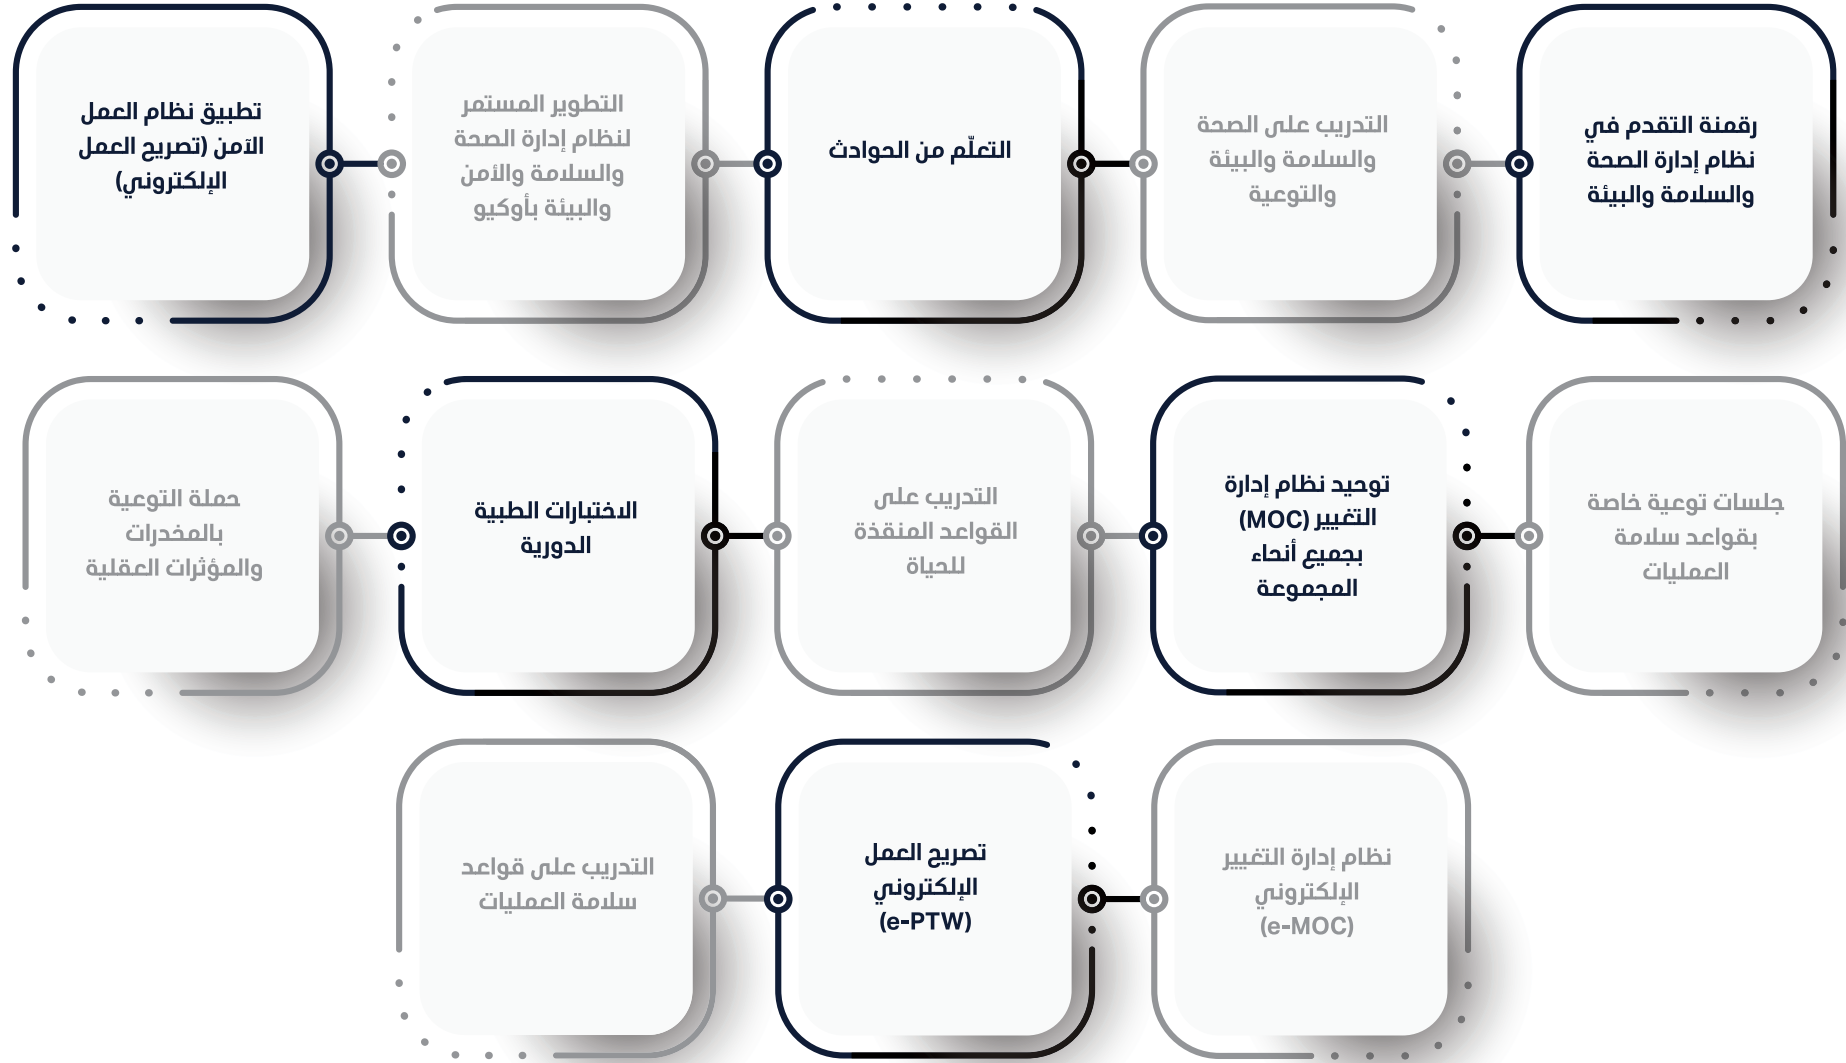 رقمنة التقدم في
نظام إدارة الصحة
والسلامة والبيئة
التدريب على الصحة
والسلامة والبيئة
والتوعية
التعلّم من الحوادث
التطوير المستمر
لنظام إدارة الصحة
والسلامة والأمن
والبيئة بأوكيو
تطبيق نظام العمل
الآمن (تصريح العمل
الإلكتروني)
جلسات توعية خاصة
بقواعد سلامة
العمليات
توحيد نظام إدارة
التغيير (MOC)
بجميع أنحاء
المجموعة
التدريب على
القواعد المنقذة
للحياة
الاختبارات الطبية
الدورية
حملة التوعية
بالمخدرات
والمؤثرات العقلية
نظام إدارة التغيير
الإلكتروني
(e-MOC)
تصريح العمل
الإلكتروني
(e-PTW)
التدريب على قواعد
سلامة العمليات